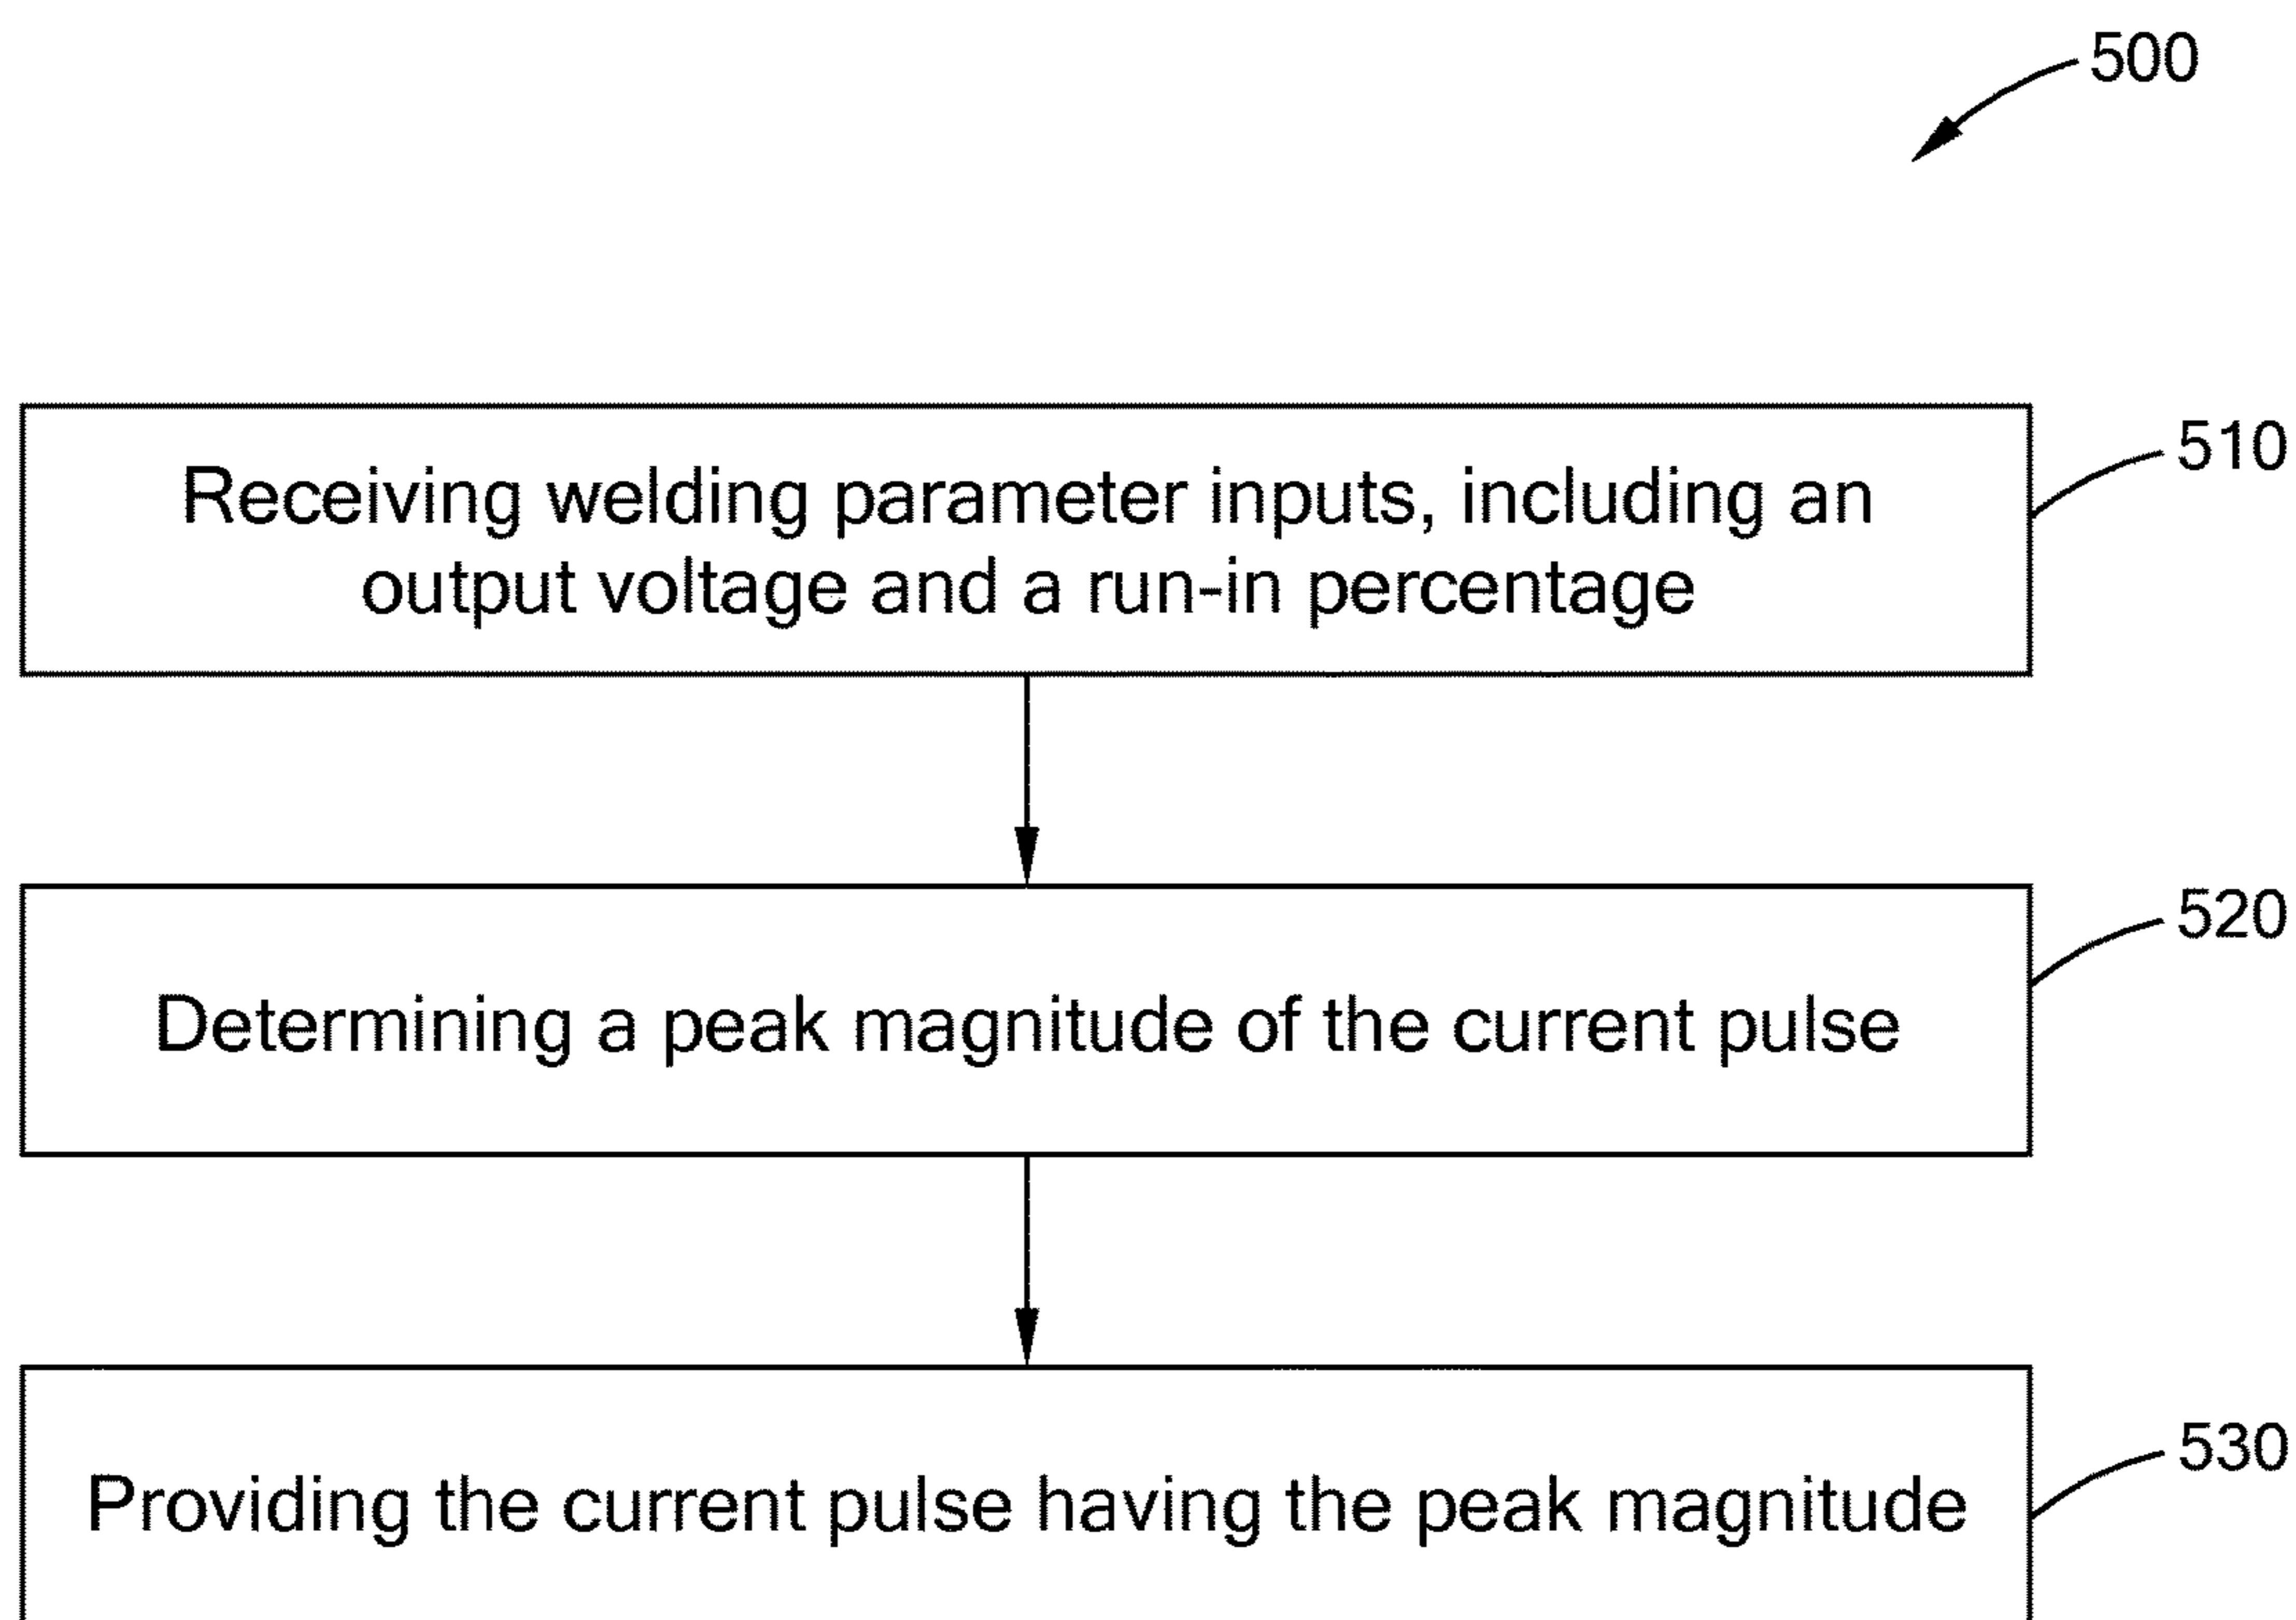 500
Receiving welding parameter inputs, including an
output voltage and a run-in percentage
510
Determining a peak magnitude of the current pulse
520
Providing the current pulse having the peak magnitude
530